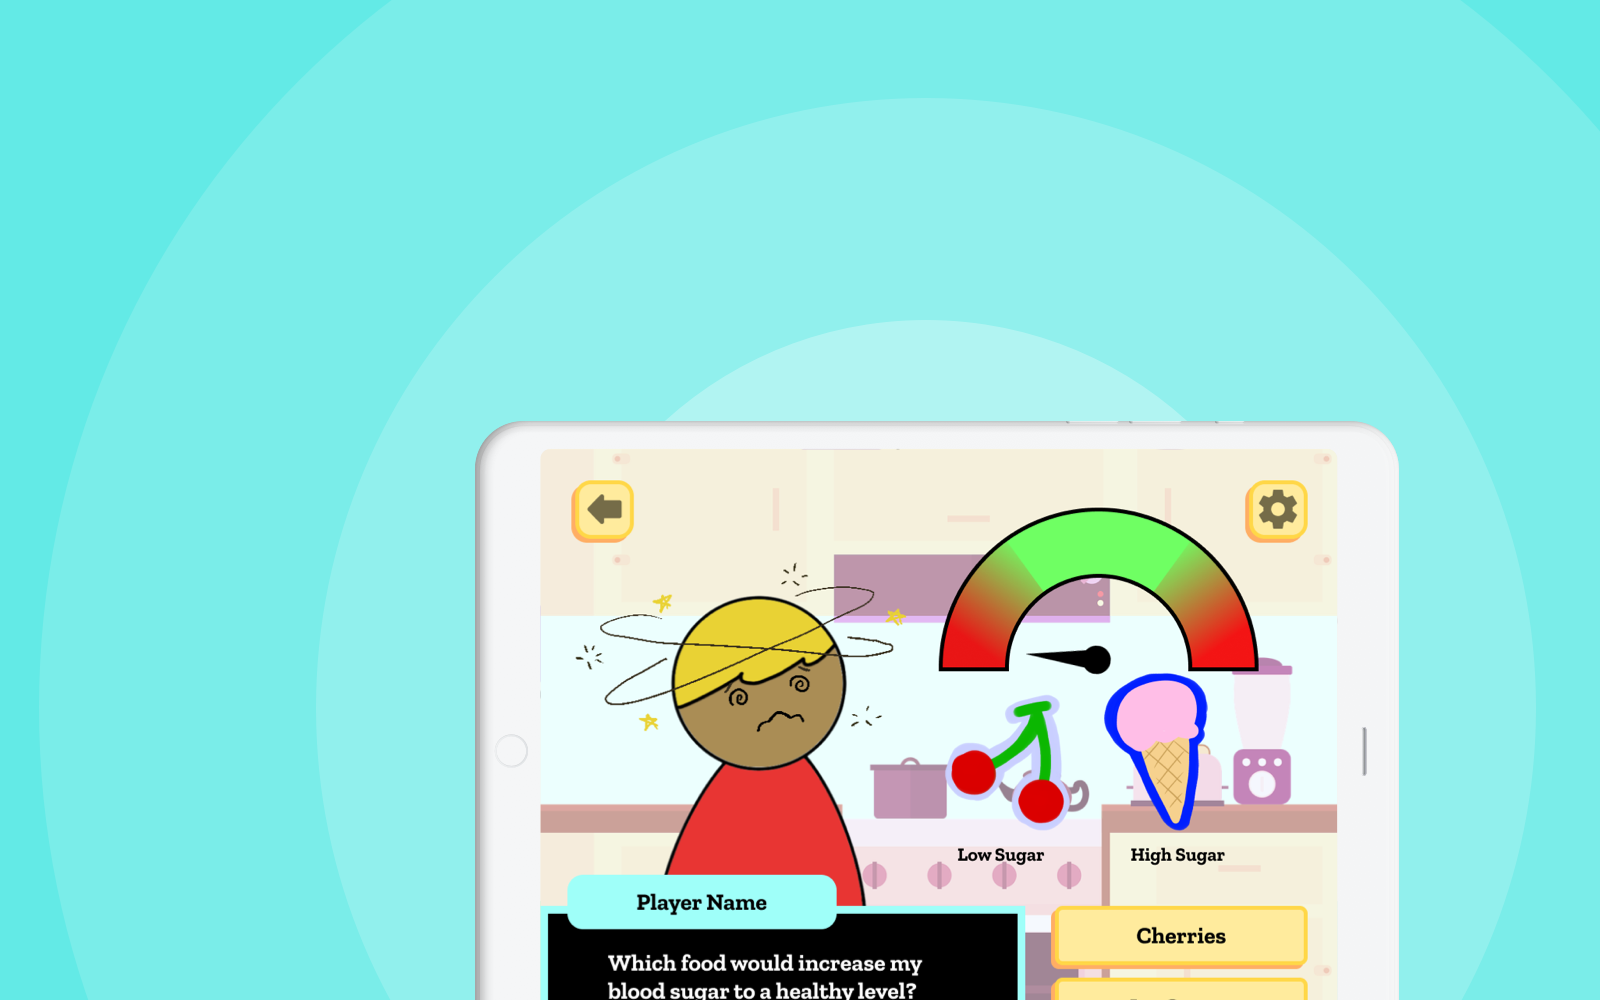 Low Sugar
High Sugar
Player Name
Which food would increase my
blood sugar to a healthy level?
Cherries